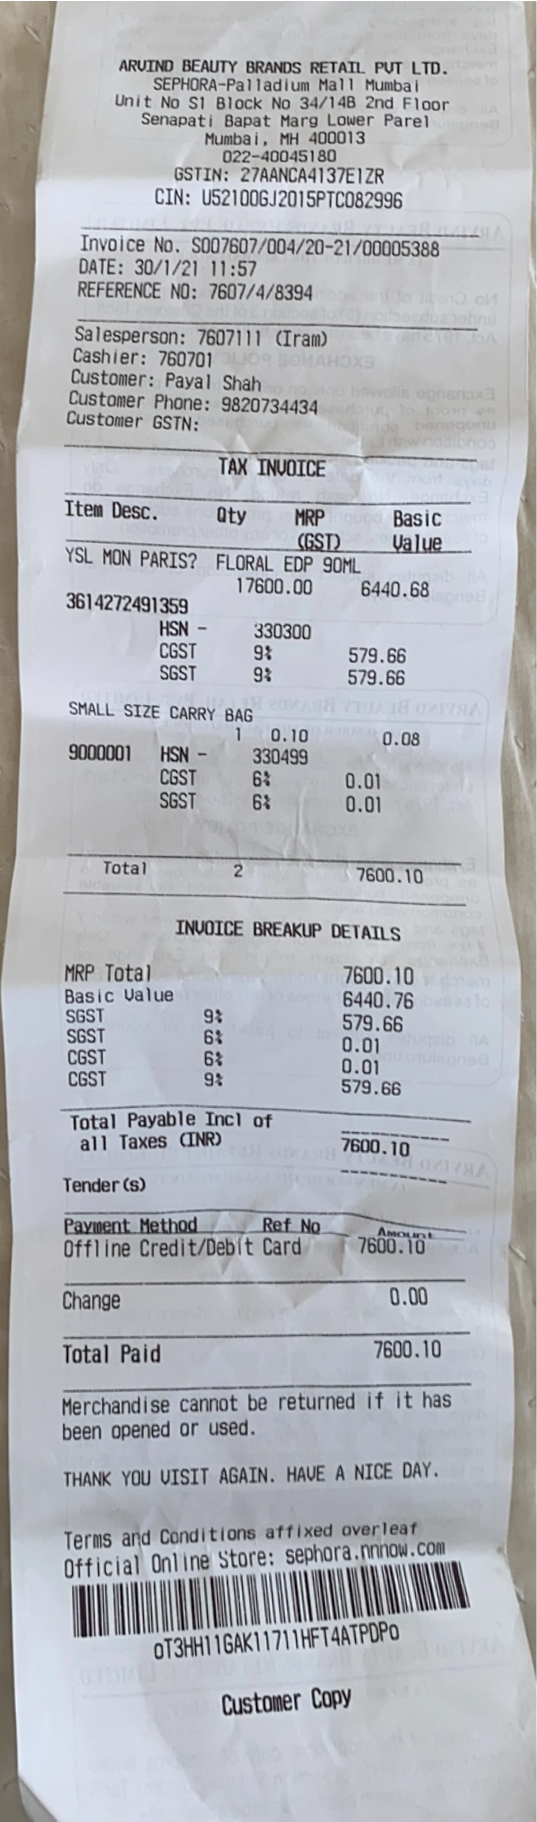 ARVIND BEAUTY BRANDS RETAIL PVT LTD.
SEPHORA-Palladium Mall Mumbai
Unit No S1 Block No 34/14B 2nd Floor
Senapati Bapat Marg Lower Parel
Mumbai, MH 400013
022-40045180
GSTIN: 27AANCA4137E1ZR
CIN: U52100GJ2015PTC082996
Invoice No. S007607/004/20-21/00005388
DATE: 30/1/21 11:57
REFERENCE NO: 7607/4/8394
Salesperson: 7607111 (Iram)
Cashier: 760701
Customer: Payal Shah
Customer Phone: 9820734434
Customer GSTN:
TAX INVOICE
Item Desc. Qty MRP Basic
(GST) Value
YSL MON PARIS? FLORAL EDP 90ML
17600.00 6440.68
3614272491359
HSN - 330300
CGST 9% 579.66
SGST 9% 579.66
SMALL SIZE CARRY BAG
1 0.10 0.08
9000001 HSN - 330499
CGST 6% 0.01
SGST 6% 0.01
Total 2 7600.10
INVOICE BREAKUP DETAILS
MRP Total 7600.10
Basic Value 6440.76
SGST 9% 579.66
SGST 6% 0.01
CGST 6% 0.01
CGST 9% 579.66
Total Payable Incl of
all Taxes (INR) 7600.10
Tender(s)
Payment Method Ref No Amount
Offline Credit/Debit Card 7600.10
Change 0.00
Total Paid 7600.10
Merchandise cannot be returned if it has
been opened or used.
THANK YOU VISIT AGAIN. HAVE A NICE DAY.
Terms and Conditions affixed overleaf
Official Online Store: sephora.nnnow.com
oT3HH11GAK11711HFT4ATPDPo
Customer Copy